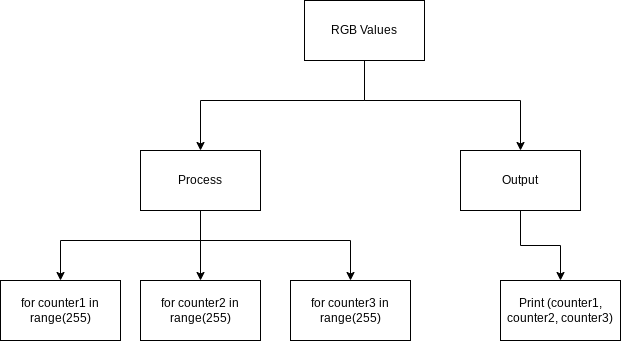 RGB Values
Process
Output
for counter1 in
range(255)
for counter2 in
range(255)
for counter3 in
range(255)
Print (counter1,
counter2, counter3)